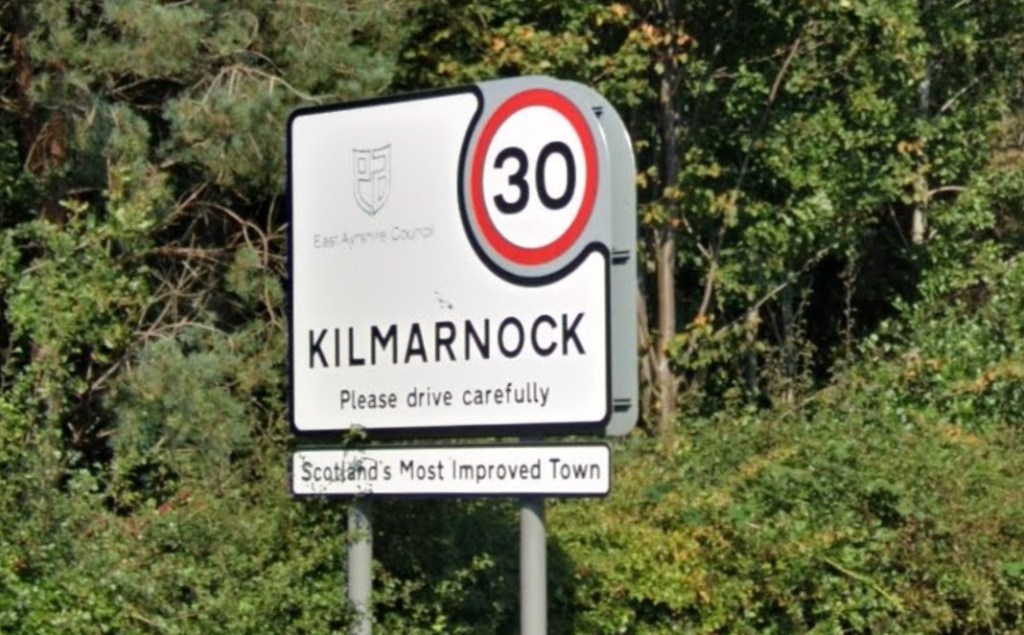 30
East Ayrshire Council
KILMARNOCK
Please drive carefully
Scotland's Most Improved Town